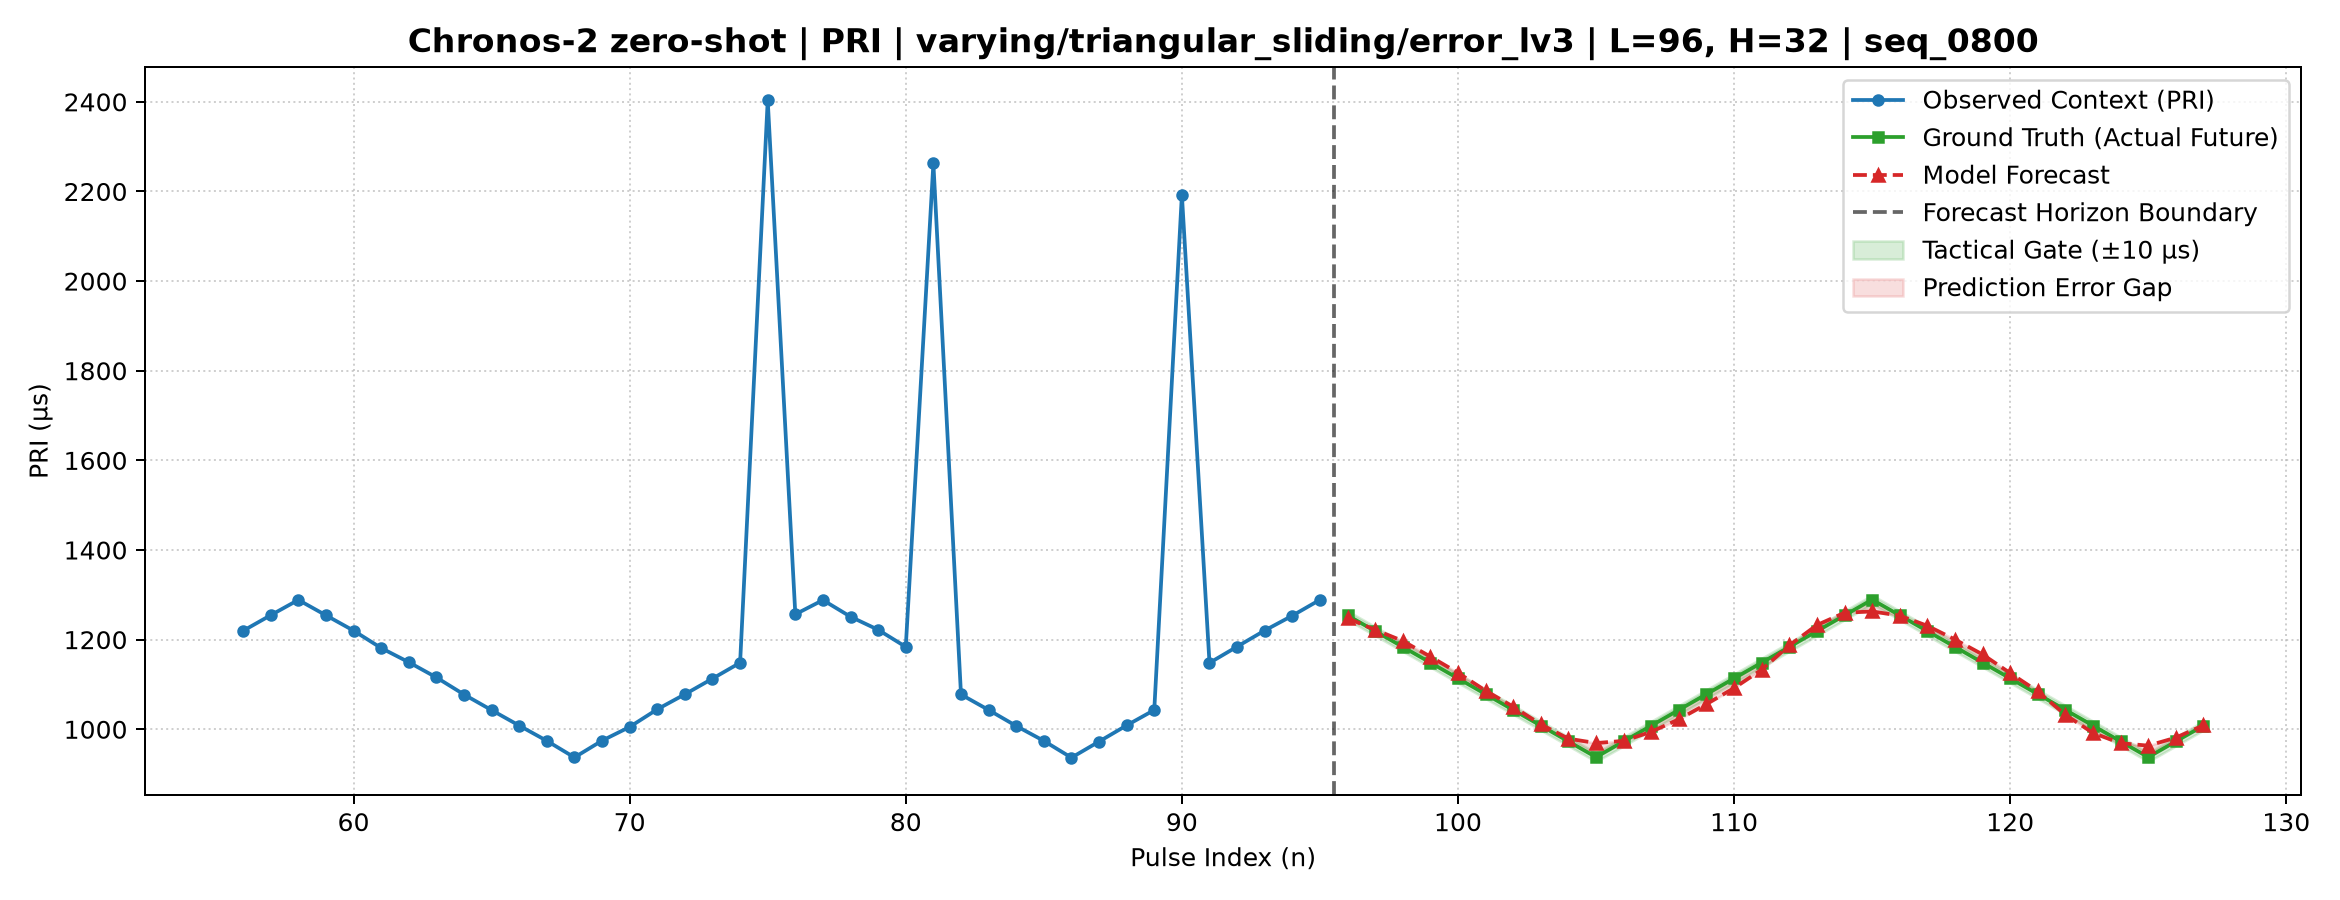 Chronos-2 zero-shot | PRI | varying/triangular_sliding/error_lv3 | L=96, H=32 | seq_0800
PRI (µs)
2400
2200
2000
1800
1600
1400
1200
1000
Observed Context (PRI)
Ground Truth (Actual Future)
Model Forecast
Forecast Horizon Boundary
Tactical Gate (±10 µs)
Prediction Error Gap
60 70 80 90 100 110 120 130
Pulse Index (n)